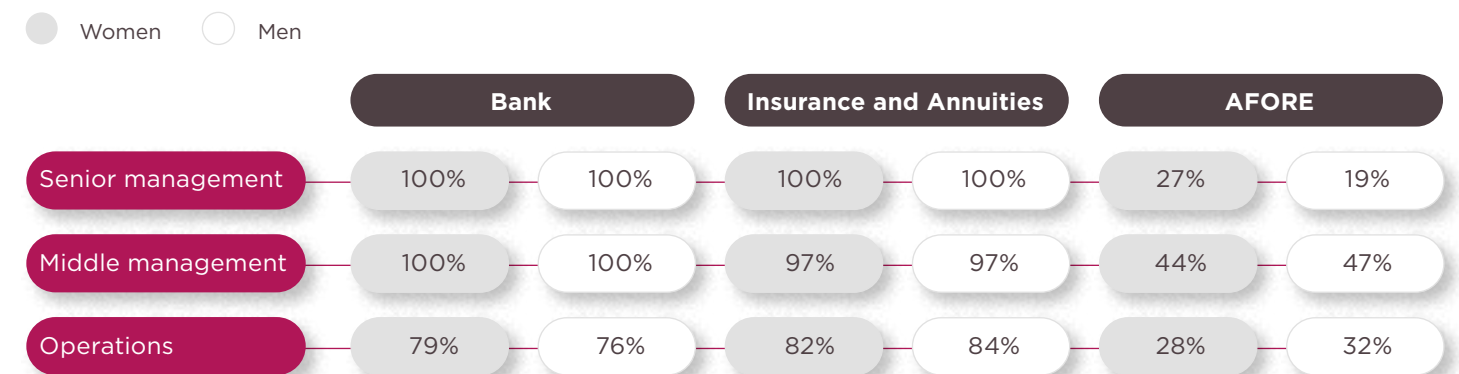 Women Men
Bank Insurance and Annuities AFORE
Senior management 100% 100% 100% 100% 27% 19%
Middle management 100% 100% 97% 97% 44% 47%
Operations 79% 76% 82% 84% 28% 32%